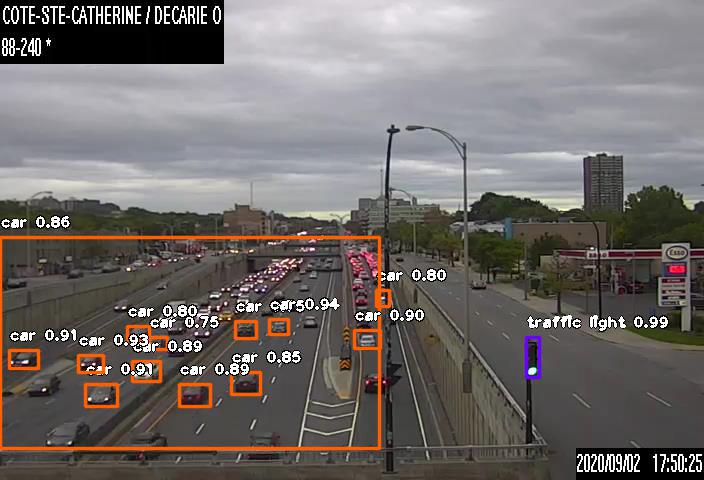 COTE-STE-CATHERINE / DECARIE O
88-240 *
car 0.86
car 0.80
car 0.80
car 0.94
car 0.75
car 0.90
car 0.91
car 0.93
car 0.89
traffic light 0.99
car 0.91
car 0.89
car 0.85
Esso
2020/09/02 17:50:25